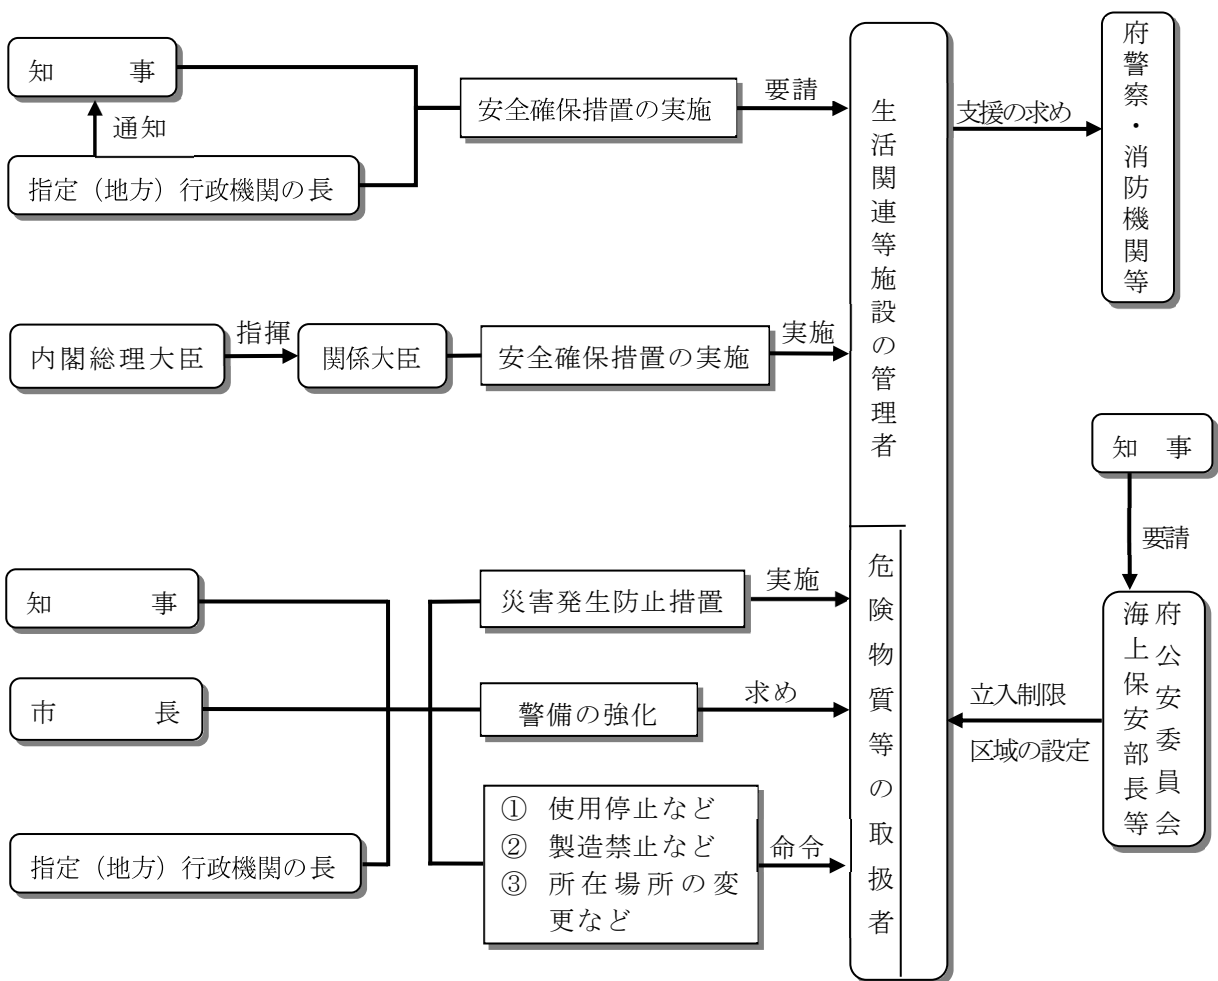 知　事
通知
指定（地方）行政機関の長
安全確保措置の実施
要請
内閣総理大臣
指揮
関係大臣
安全確保措置の実施
実施
知　事
市　長
指定（地方）行政機関の長
災害発生防止措置
実施
警備の強化
求め
① 使用停止など
② 製造禁止など
③ 所在場所の変
更など
命令
生活関連等施設の管理者
危険物質等の取扱者
支援の求め
府警察・消防機関等
知　事
要請
府公安委員会
海上保安部長等
立入制限
区域の設定